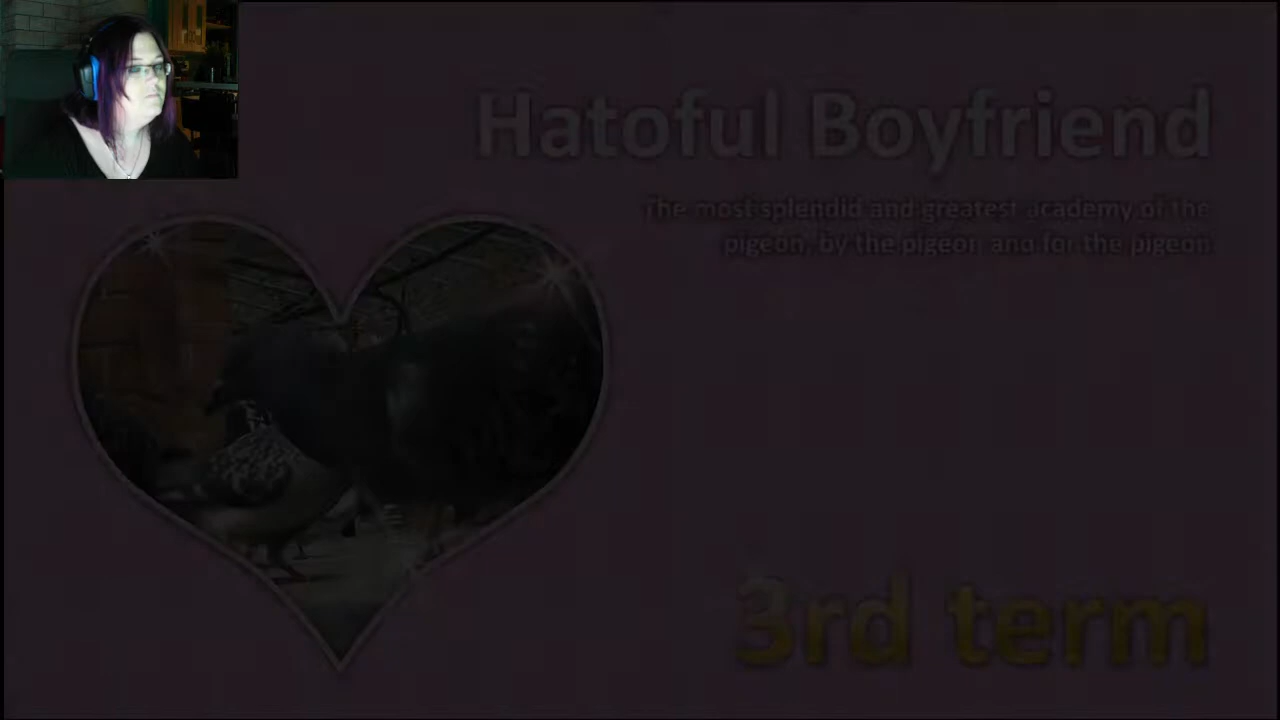 Hatoful Boyfriend
The most splendid and greatest academy of the
pigeon, by the pigeon and for the pigeon
3rd term